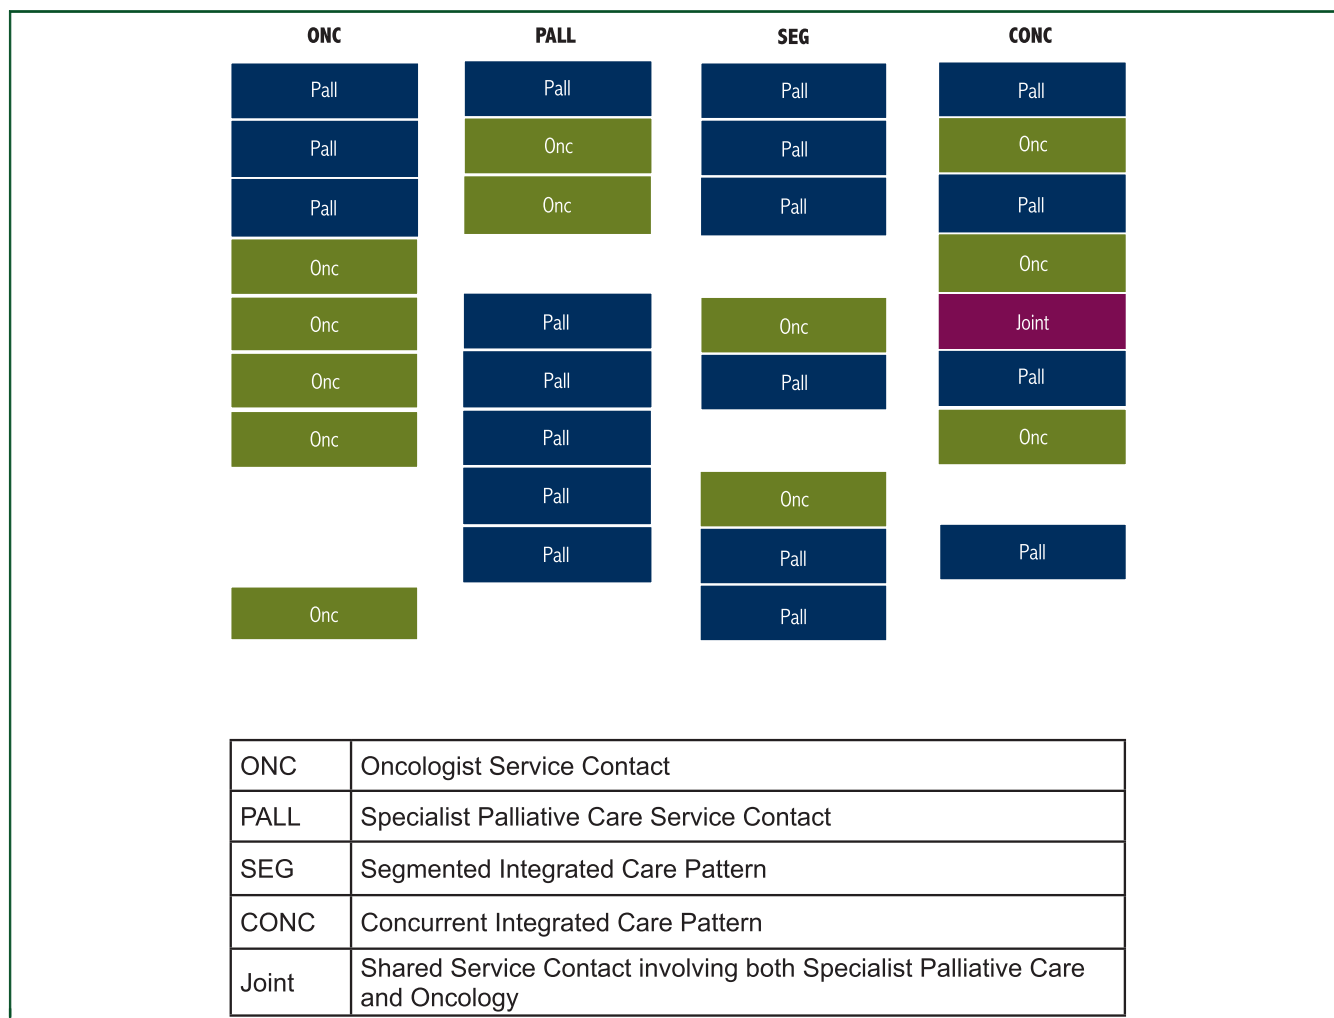 ONC PALL SEG CONC
Pall Pall Pall Pall
Pall Onc Pall Onc
Pall Onc Pall Pall
Onc Onc
Onc Pall Onc Joint
Onc Pall Pall Pall
Onc Pall Onc
Pall Onc
Pall Pall Pall
Onc Pall
ONC Oncologist Service Contact
PALL Specialist Palliative Care Service Contact
SEG Segmented Integrated Care Pattern
CONC Concurrent Integrated Care Pattern
Joint Shared Service Contact involving both Specialist Palliative Care
and Oncology